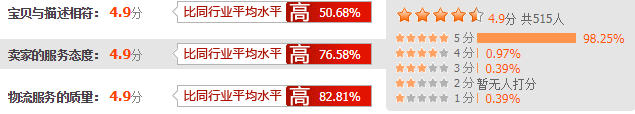 宝贝与描述相符： 4.9分 比同行业平均水平 高 50.68%
卖家的服务态度： 4.9分 比同行业平均水平 高 76.58%
物流服务的质量： 4.9分 比同行业平均水平 高 82.81%
4.9分 共515人
5 分 98.25%
4 分 0.97%
3 分 0.39%
2 分 暂无人打分
1 分 0.39%